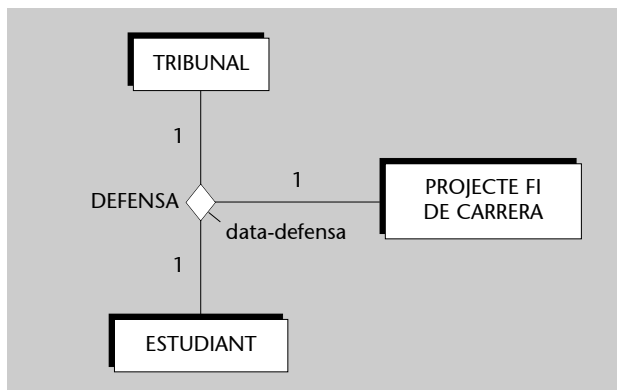 TRIBUNAL
1
1
PROJECTE FI
DE CARRERA
DEFENSA
data-defensa
1
ESTUDIANT